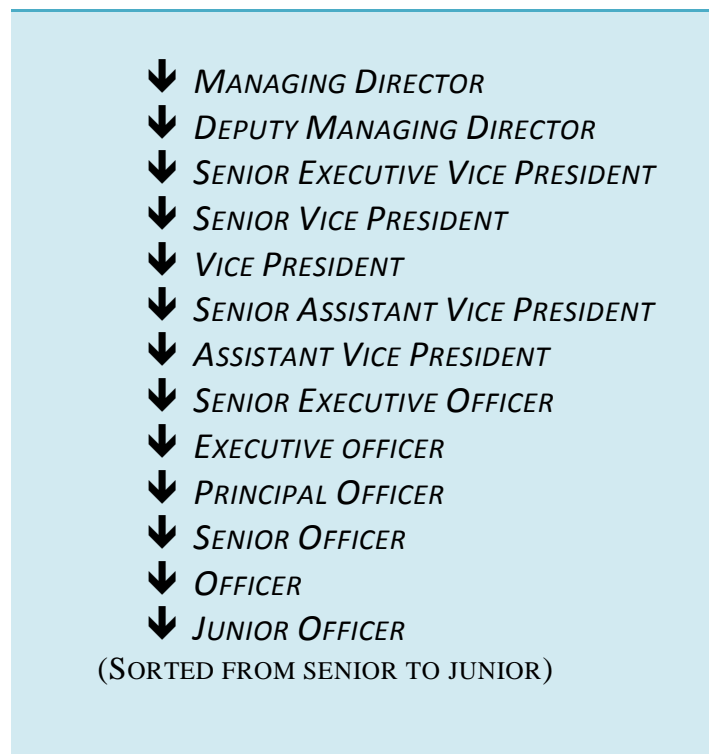 Managing Director
Deputy Managing Director
Senior Executive Vice President
Senior Vice President
Vice President
Senior Assistant Vice President
Assistant Vice President
Senior Executive Officer
Executive officer
Principal Officer
Senior Officer
Officer
Junior Officer
(Sorted from senior to junior)